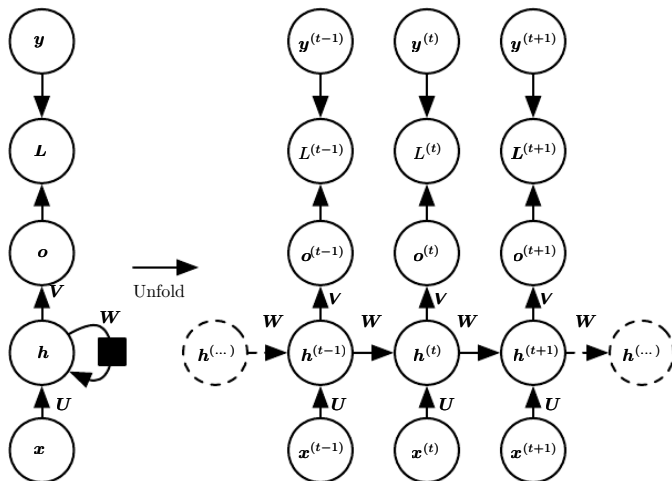 y y^(t−1) y^(t) y^(t+1)
L L^(t−1) L^(t) L^(t+1)
o o^(t−1) o^(t) o^(t+1)
Unfold
V V V V
W W W W W
h h^(...) h^(t−1) h^(t) h^(t+1) h^(...)
U U U U
x x^(t−1) x^(t) x^(t+1)